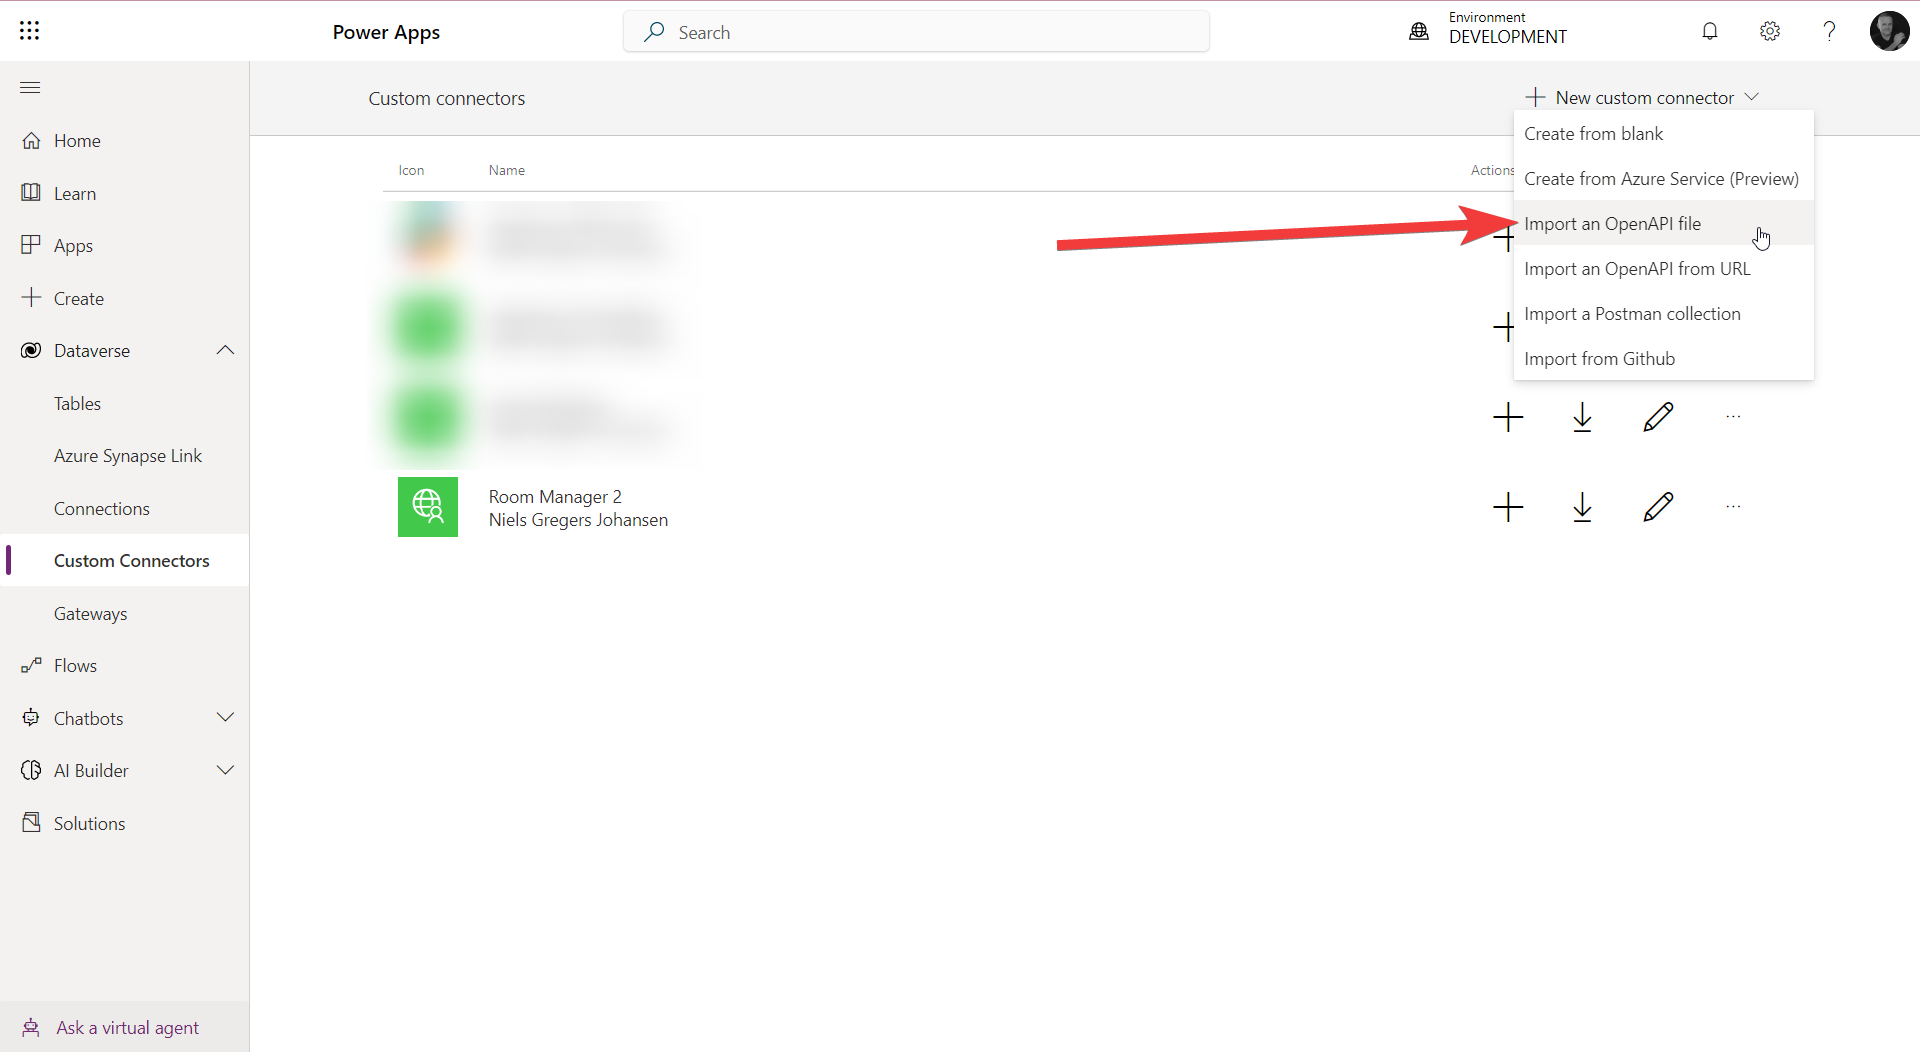 Power Apps
Search
Environment
DEVELOPMENT
Home
Learn
Apps
Create
Dataverse
Tables
Azure Synapse Link
Connections
Custom Connectors
Gateways
Flows
Chatbots
AI Builder
Solutions
Ask a virtual agent
Custom connectors
New custom connector
Create from blank
Create from Azure Service (Preview)
Import an OpenAPI file
Import an OpenAPI from URL
Import a Postman collection
Import from Github
Icon Name Actions
Room Manager 2
Niels Gregers Johansen